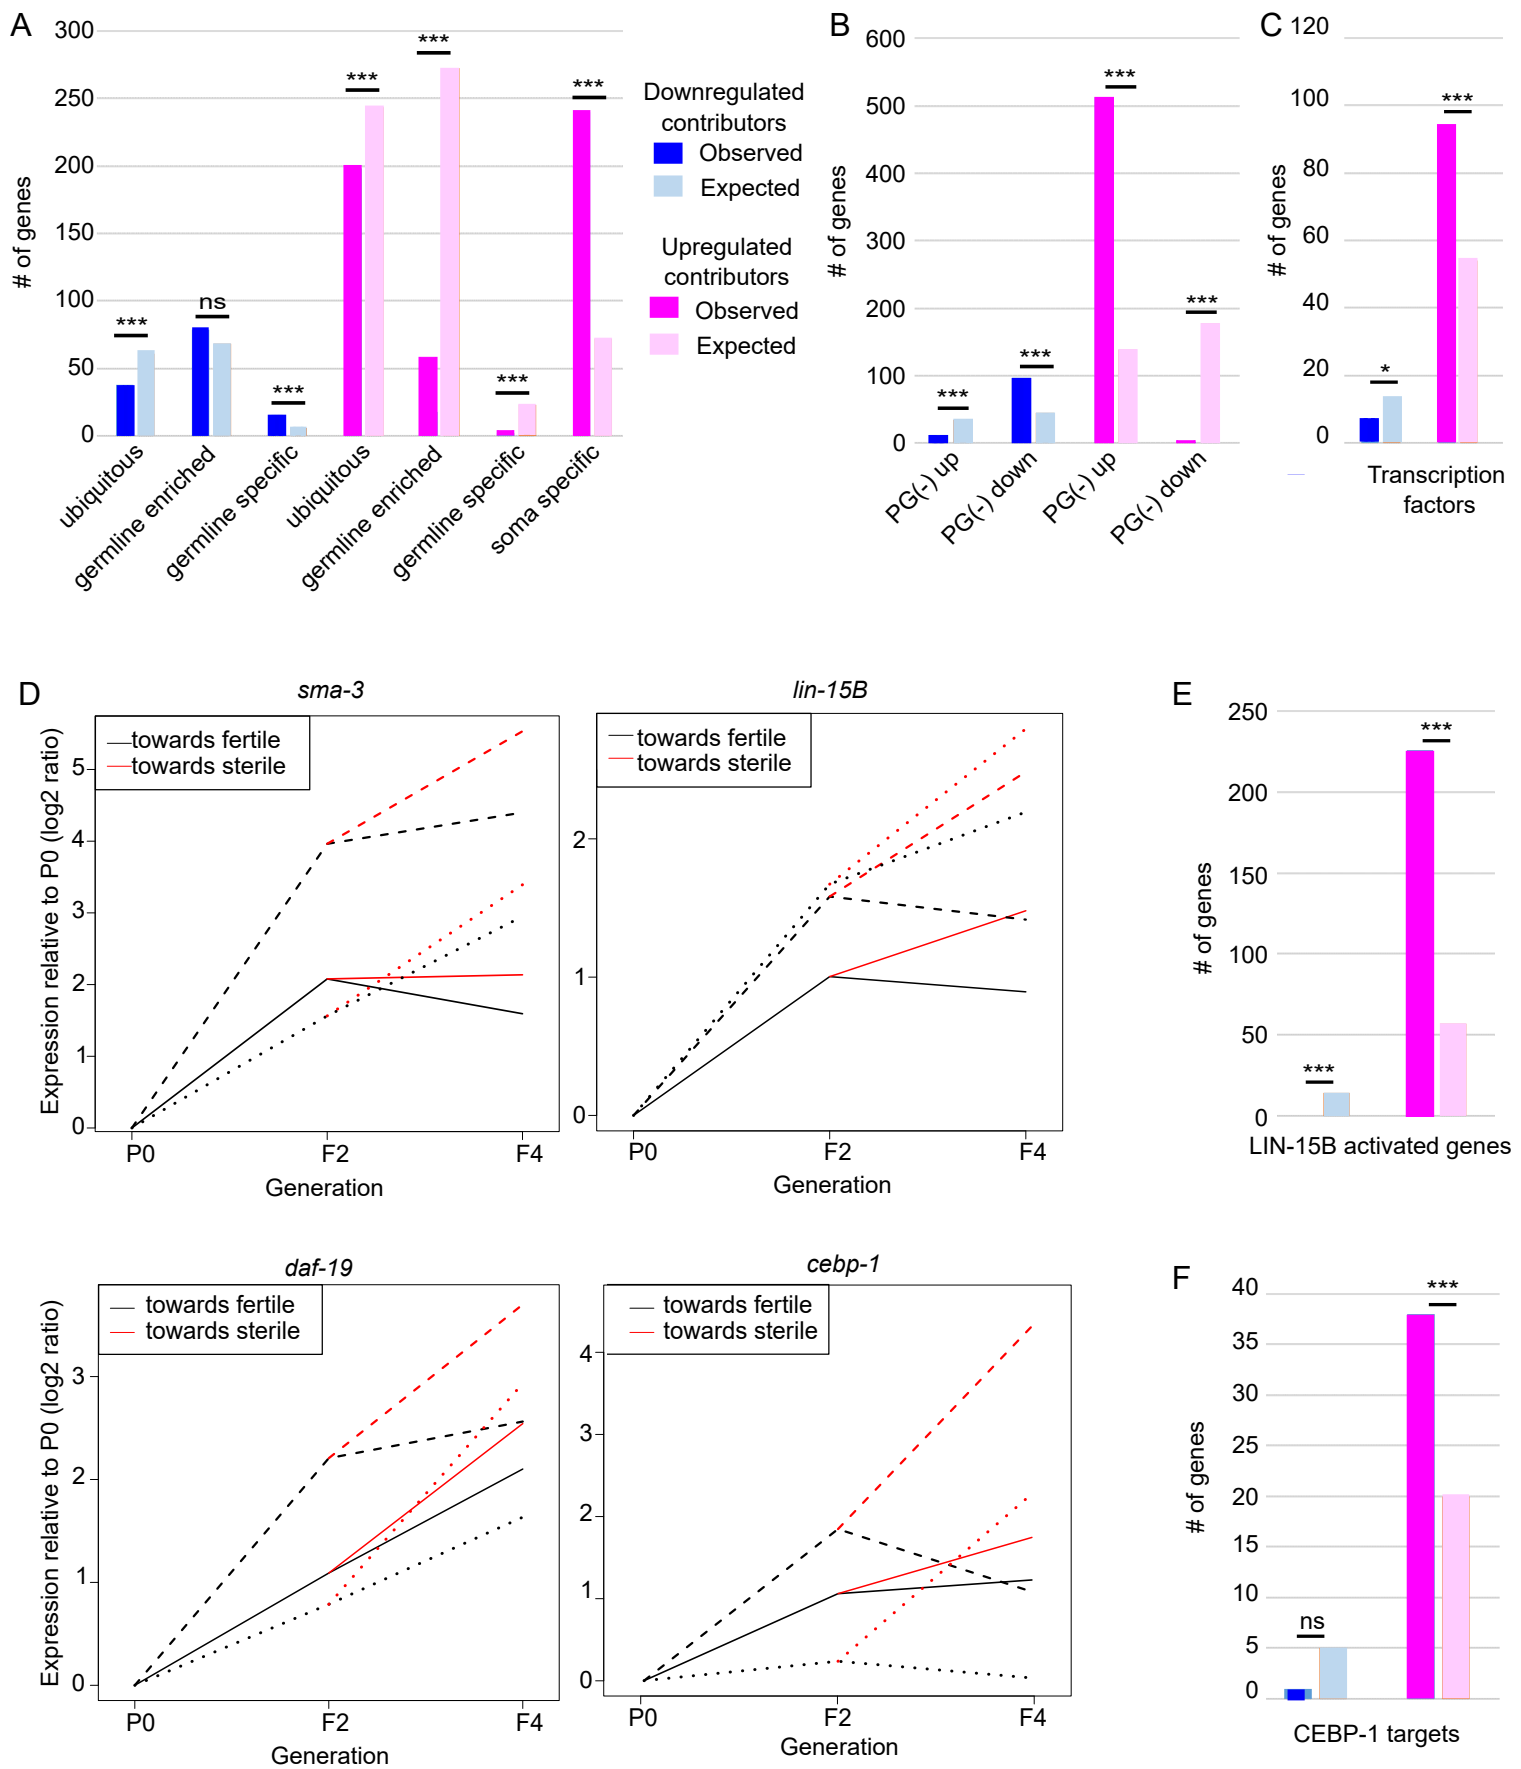 A
300
250
200
150
100
50
0
# of genes
***
ns
***
***
***
***
***
ubiquitous
germline enriched
germline specific
ubiquitous
germline enriched
germline specific
soma specific
Downregulated
contributors
Observed
Expected
Upregulated
contributors
Observed
Expected
B
600
500
400
300
200
100
0
# of genes
***
***
***
***
PG(-) up
PG(-) down
PG(-) up
PG(-) down
C
120
100
80
60
40
20
0
# of genes
*
***
Transcription
factors
D
sma-3
towards fertile
towards sterile
5
4
3
2
1
0
Expression relative to P0 (log2 ratio)
P0
F2
F4
Generation
lin-15B
towards fertile
towards sterile
2
1
0
P0
F2
F4
Generation
E
250
200
150
100
50
0
# of genes
***
***
LIN-15B activated genes
daf-19
towards fertile
towards sterile
3
2
1
0
Expression relative to P0 (log2 ratio)
P0
F2
F4
Generation
cebp-1
towards fertile
towards sterile
4
3
2
1
0
P0
F2
F4
Generation
F
40
35
30
25
20
15
10
5
0
# of genes
ns
***
CEBP-1 targets